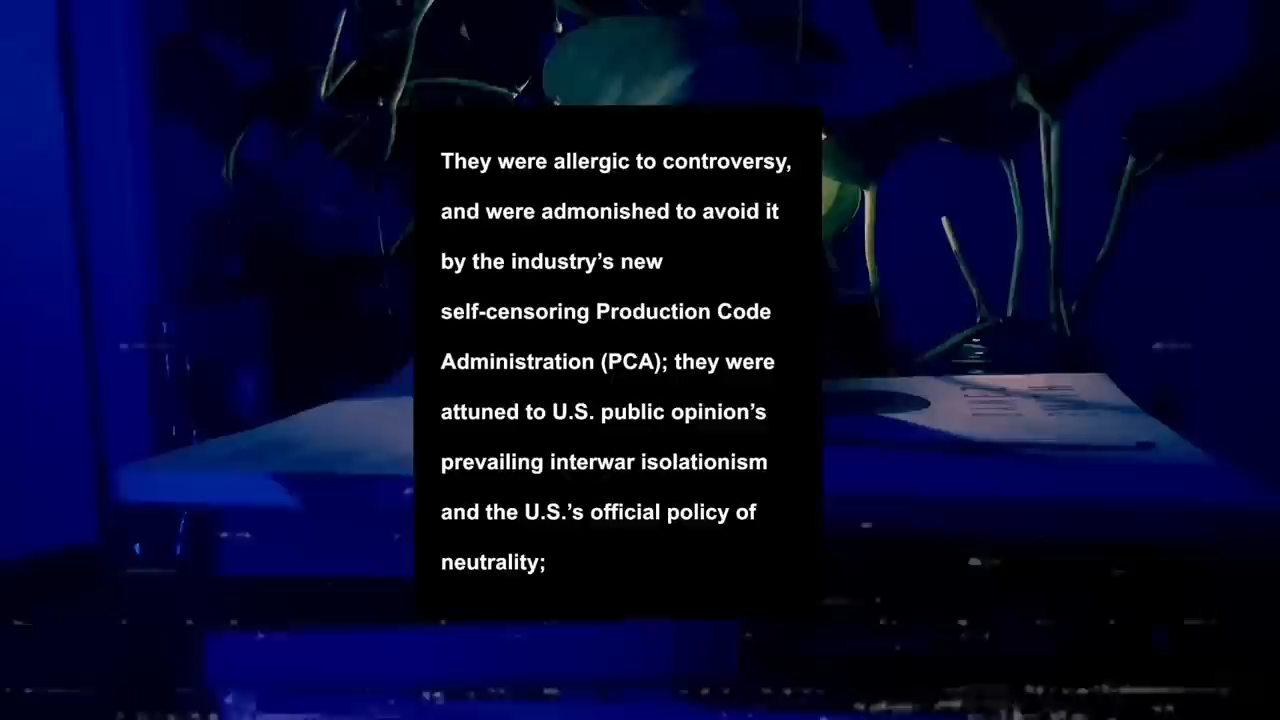 They were allergic to controversy,
and were admonished to avoid it
by the industry’s new
self-censoring Production Code
Administration (PCA); they were
attuned to U.S. public opinion’s
prevailing interwar isolationism
and the U.S.’s official policy of
neutrality;